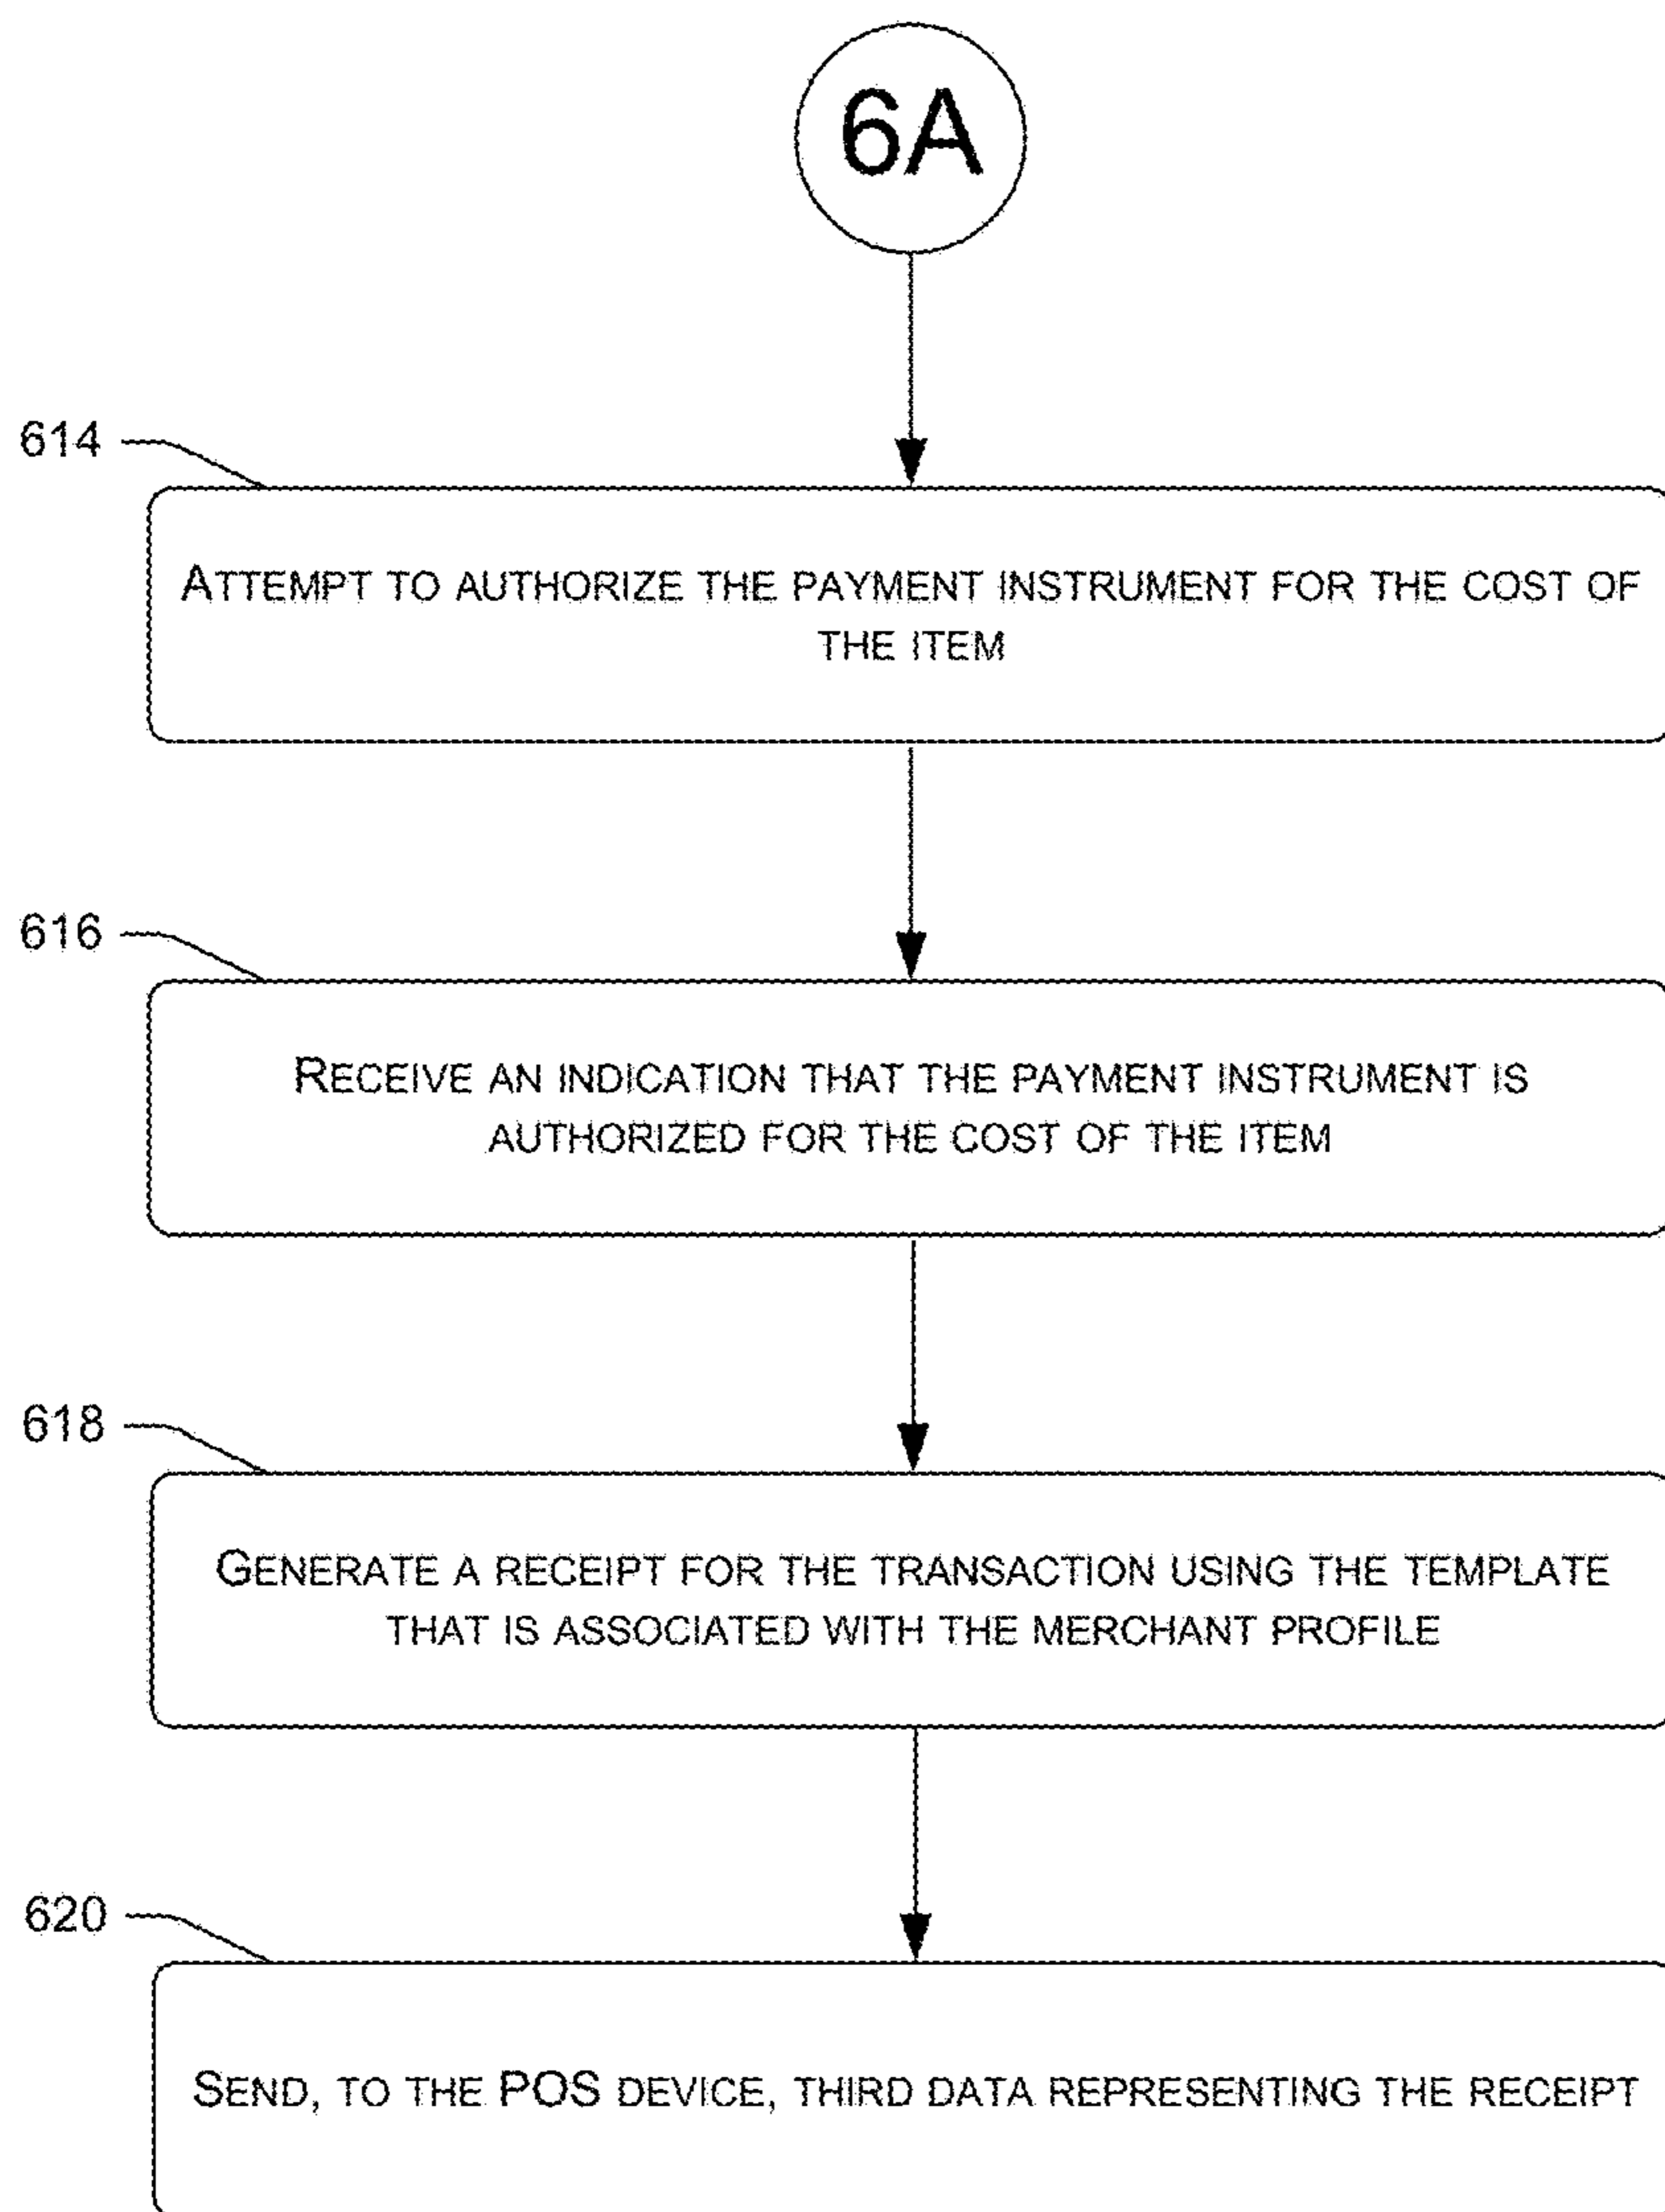 6A
614
ATTEMPT TO AUTHORIZE THE PAYMENT INSTRUMENT FOR THE COST OF
THE ITEM
616
RECEIVE AN INDICATION THAT THE PAYMENT INSTRUMENT IS
AUTHORIZED FOR THE COST OF THE ITEM
618
GENERATE A RECEIPT FOR THE TRANSACTION USING THE TEMPLATE
THAT IS ASSOCIATED WITH THE MERCHANT PROFILE
620
SEND, TO THE POS DEVICE, THIRD DATA REPRESENTING THE RECEIPT